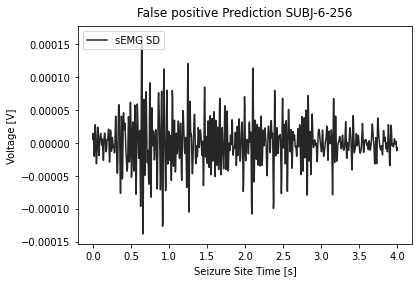 False positive Prediction SUBJ-6-256
sEMG SD
Voltage [V]
0.00015
0.00010
0.00005
0.00000
−0.00005
−0.00010
−0.00015
0.0 0.5 1.0 1.5 2.0 2.5 3.0 3.5 4.0
Seizure Site Time [s]